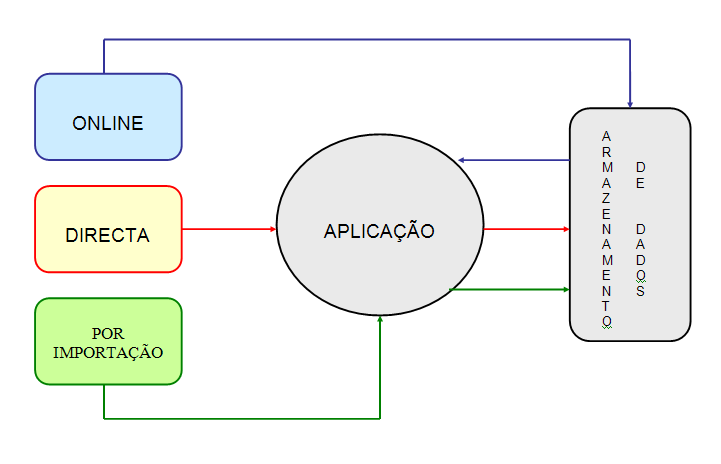 ONLINE
DIRECTA
POR
IMPORTAÇÃO
APLICAÇÃO
ARMAZENAMENTO
DE DADOS